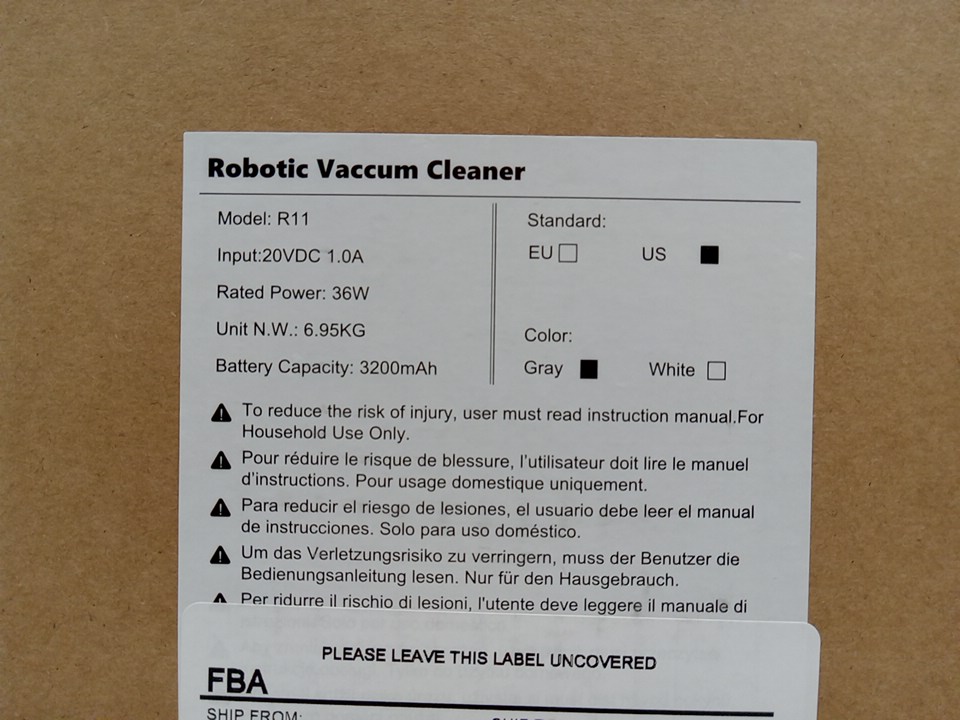 Robotic Vaccum Cleaner
Model: R11
Input:20VDC 1.0A
Rated Power: 36W
Unit N.W.: 6.95KG
Battery Capacity: 3200mAh
Standard:
EU US
Color:
Gray White
To reduce the risk of injury, user must read instruction manual.For
Household Use Only.
Pour réduire le risque de blessure, l'utilisateur doit lire le manuel
d'instructions. Pour usage domestique uniquement.
Para reducir el riesgo de lesiones, el usuario debe leer el manual
de instrucciones. Solo para uso doméstico.
Um das Verletzungsrisiko zu verringern, muss der Benutzer die
Bedienungsanleitung lesen. Nur für den Hausgebrauch.
Per ridurre il rischio di lesioni, l'utente deve leggere il manuale di
PLEASE LEAVE THIS LABEL UNCOVERED
FBA
SHIP FROM: